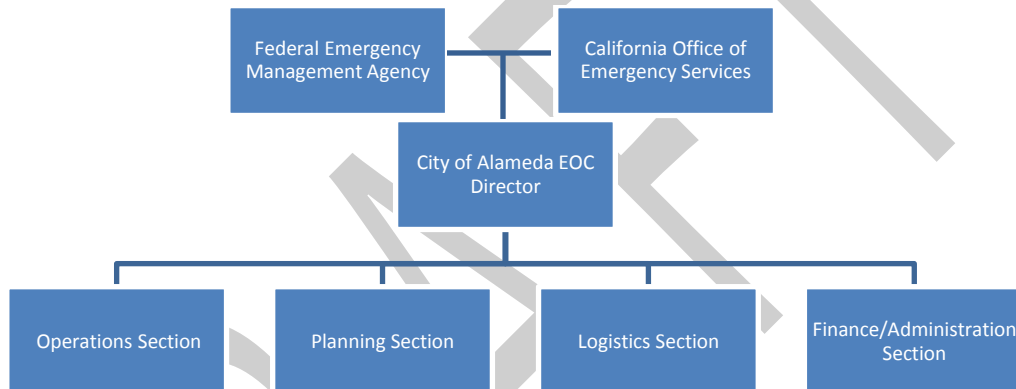 Federal Emergency
Management Agency
California Office of
Emergency Services
City of Alameda EOC
Director
Operations Section
Planning Section
Logistics Section
Finance/Administration
Section